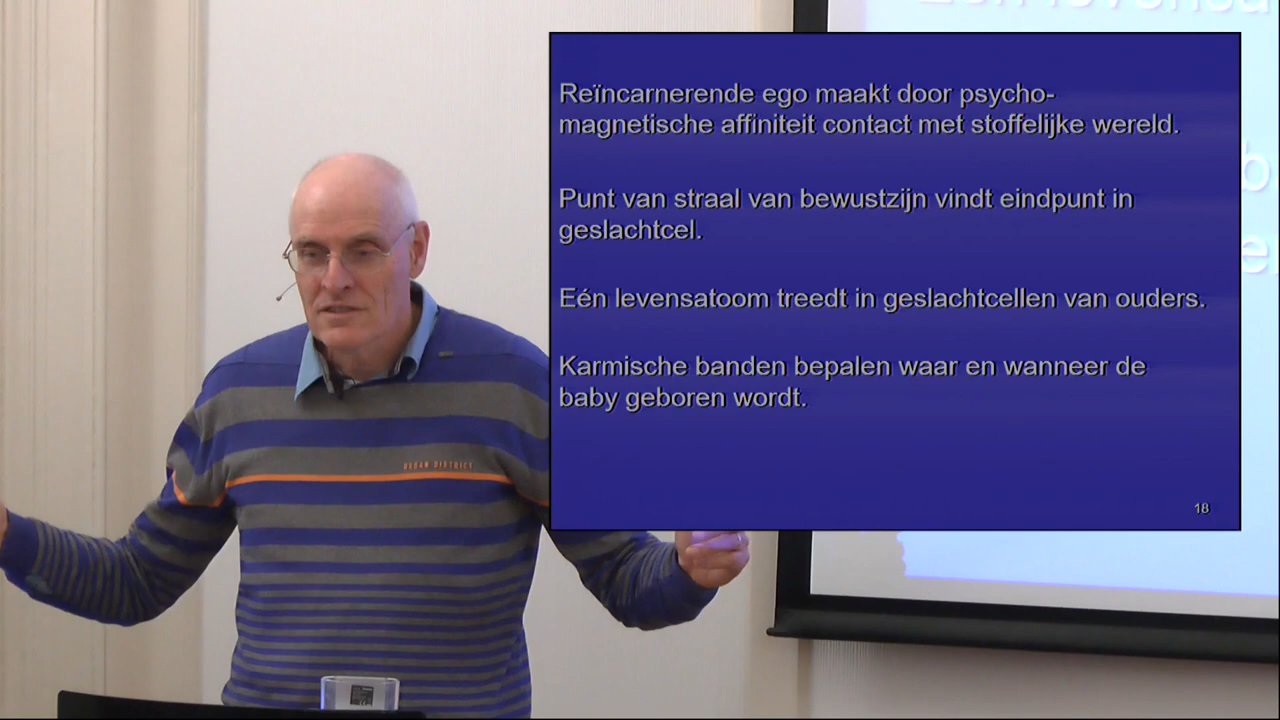 Reïncarnerende ego maakt door psycho-
magnetische affiniteit contact met stoffelijke wereld.
Punt van straal van bewustzijn vindt eindpunt in
geslachtcel.
Eén levensatoom treedt in geslachtcellen van ouders.
Karmische banden bepalen waar en wanneer de
baby geboren wordt.
18
URBAN DISTRICT